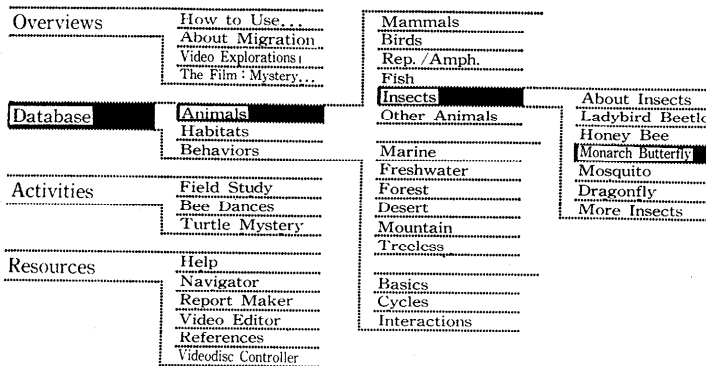 Overviews
How to Use...
About Migration
Video Explorations
The Film : Mystery...
Database
Animals
Habitats
Behaviors
Activities
Field Study
Bee Dances
Turtle Mystery
Resources
Help
Navigator
Report Maker
Video Editor
References
Videodisc Controller
Mammals
Birds
Rep. /Amph.
Fish
Insects
Other Animals
Marine
Freshwater
Forest
Desert
Mountain
Treeless
Basics
Cycles
Interactions
About Insects
Ladybird Beetle
Honey Bee
Monarch Butterfly
Mosquito
Dragonfly
More Insects